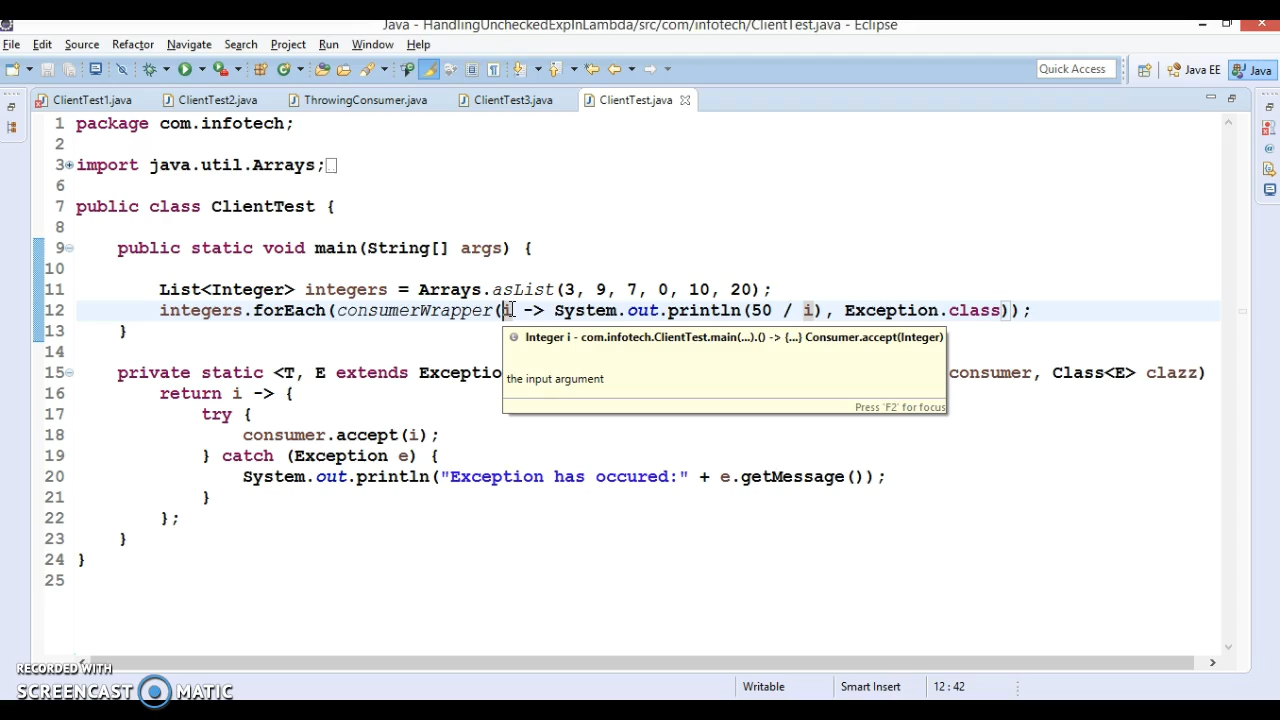 Java - HandlingUncheckedExpInLambda/src/com/infotech/ClientTest.java - Eclipse
File Edit Source Refactor Navigate Search Project Run Window Help
Quick Access Java EE Java
ClientTest1.java ClientTest2.java ThrowingConsumer.java ClientTest3.java ClientTest.java
1 package com.infotech;
2
3 import java.util.Arrays;
6
7 public class ClientTest {
8
9 public static void main(String[] args) {
10
11 List<Integer> integers = Arrays.asList(3, 9, 7, 0, 10, 20);
12 integers.forEach(consumerWrapper(i -> System.out.println(50 / i), Exception.class));
13 }
Integer i - com.infotech.ClientTest.main(...).() -> {...} Consumer.accept(Integer)
the input argument
Press 'F2' for focus
14
15 private static <T, E extends Exceptio consumer, Class<E> clazz)
16 return i -> {
17 try {
18 consumer.accept(i);
19 } catch (Exception e) {
20 System.out.println("Exception has occured:" + e.getMessage());
21 }
22 };
23 }
24 }
25
RECORDED WITH
SCREENCAST MATIC
Writable Smart Insert 12 : 42